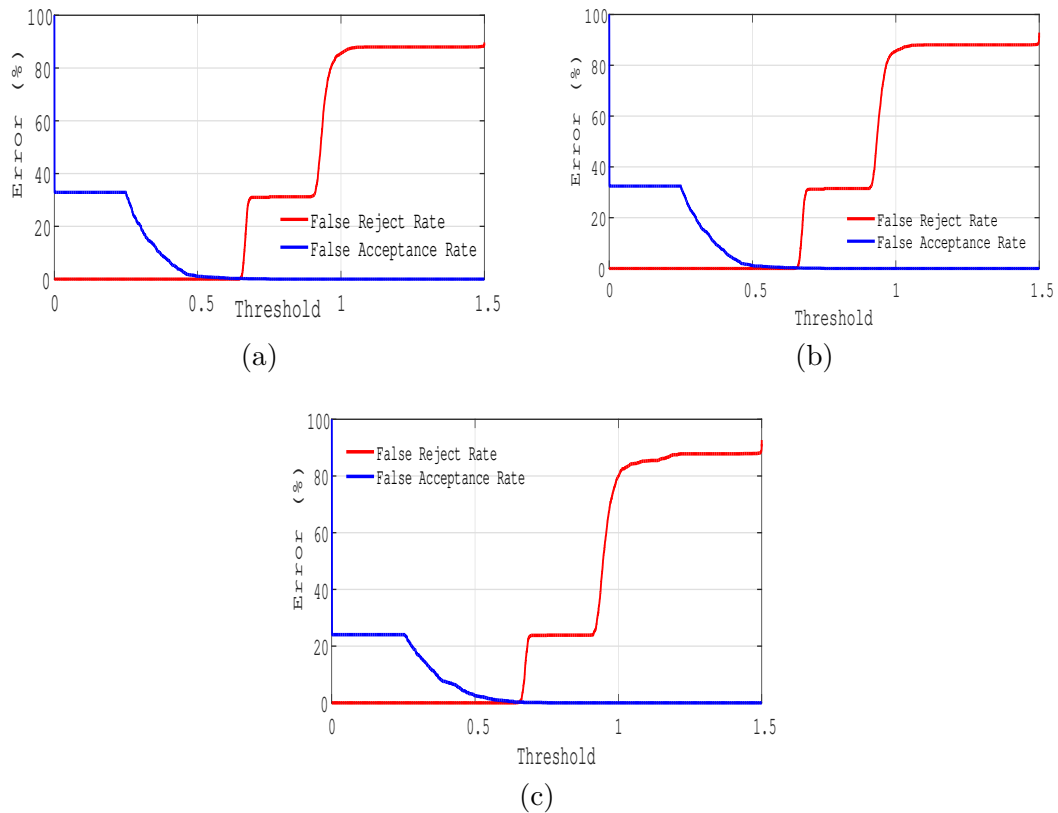 100
80
60
40
20
0
Error (%)
0
0.5
1
1.5
Threshold
False Reject Rate
False Acceptance Rate
(a)
100
80
60
40
20
0
Error (%)
0
0.5
1
1.5
Threshold
False Reject Rate
False Acceptance Rate
(b)
100
80
60
40
20
0
Error (%)
0
0.5
1
1.5
Threshold
False Reject Rate
False Acceptance Rate
(c)